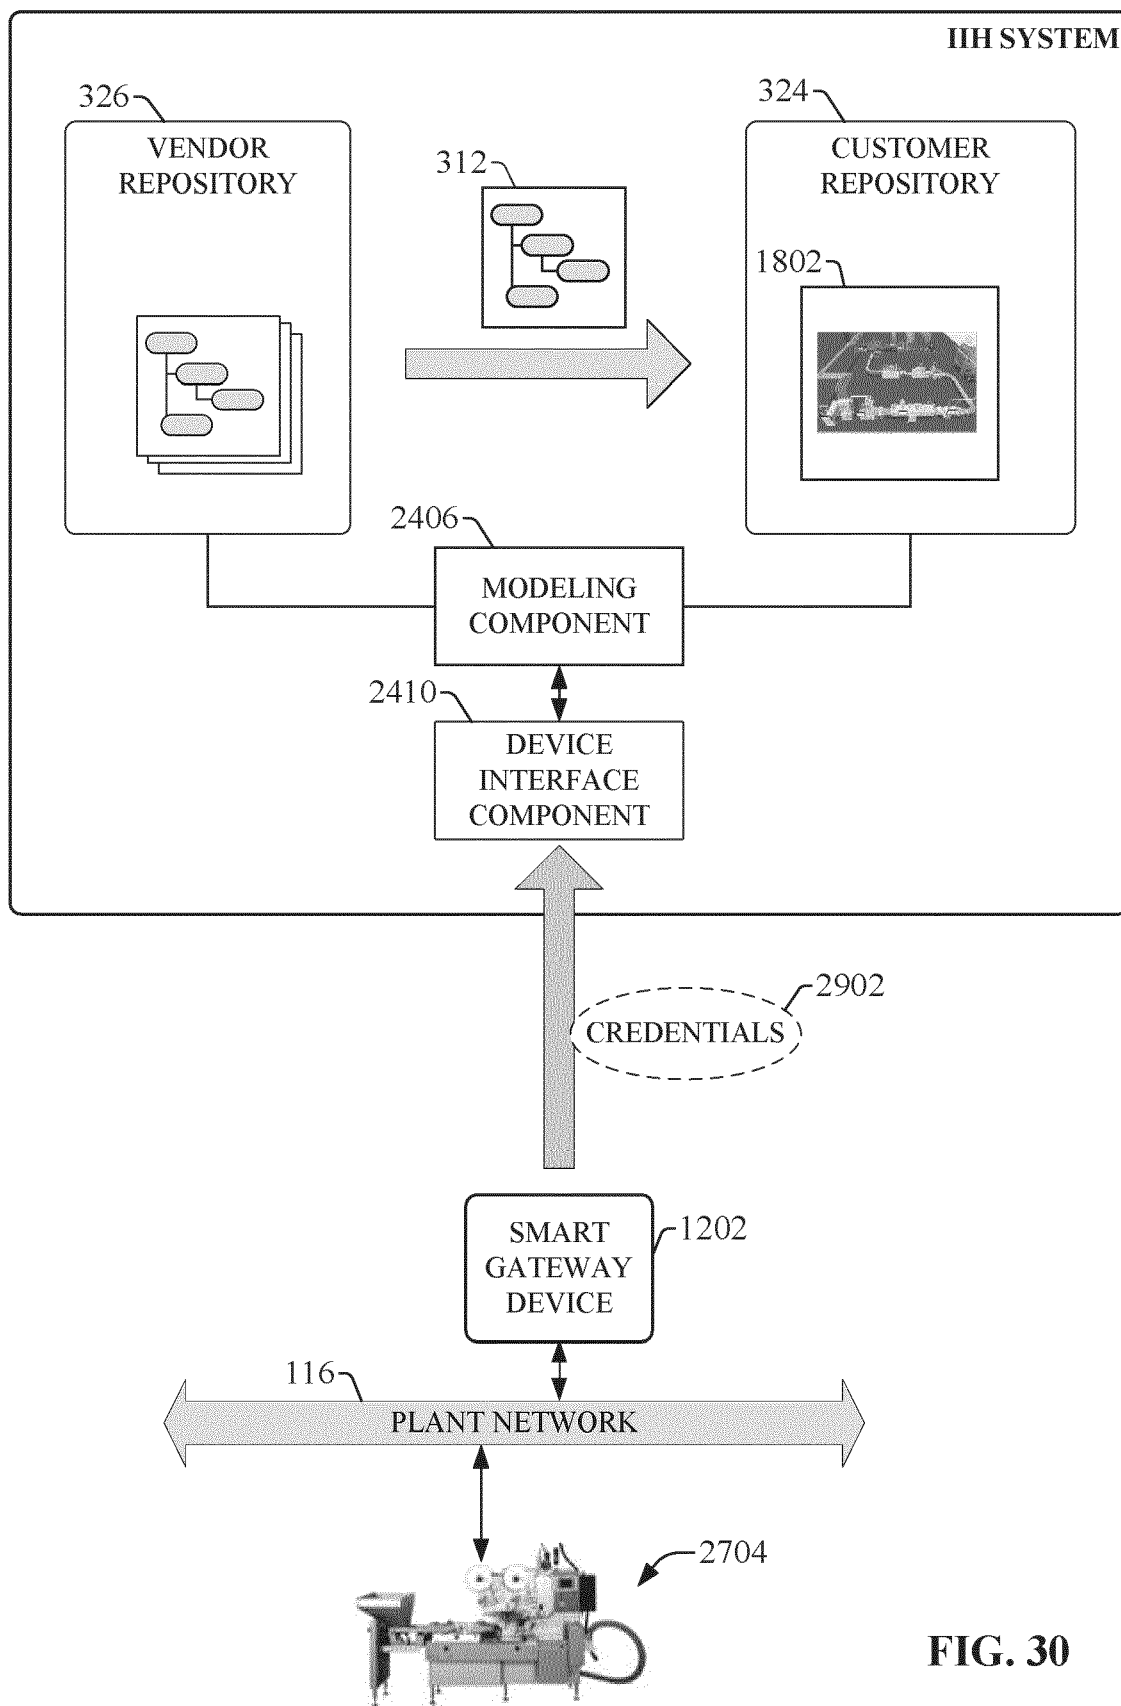 IIH SYSTEM
326
324
VENDOR
REPOSITORY
312
CUSTOMER
REPOSITORY
1802
2406
MODELING
COMPONENT
2410
DEVICE
INTERFACE
COMPONENT
2902
CREDENTIALS
SMART
GATEWAY
DEVICE
1202
116
PLANT NETWORK
2704
FIG. 30